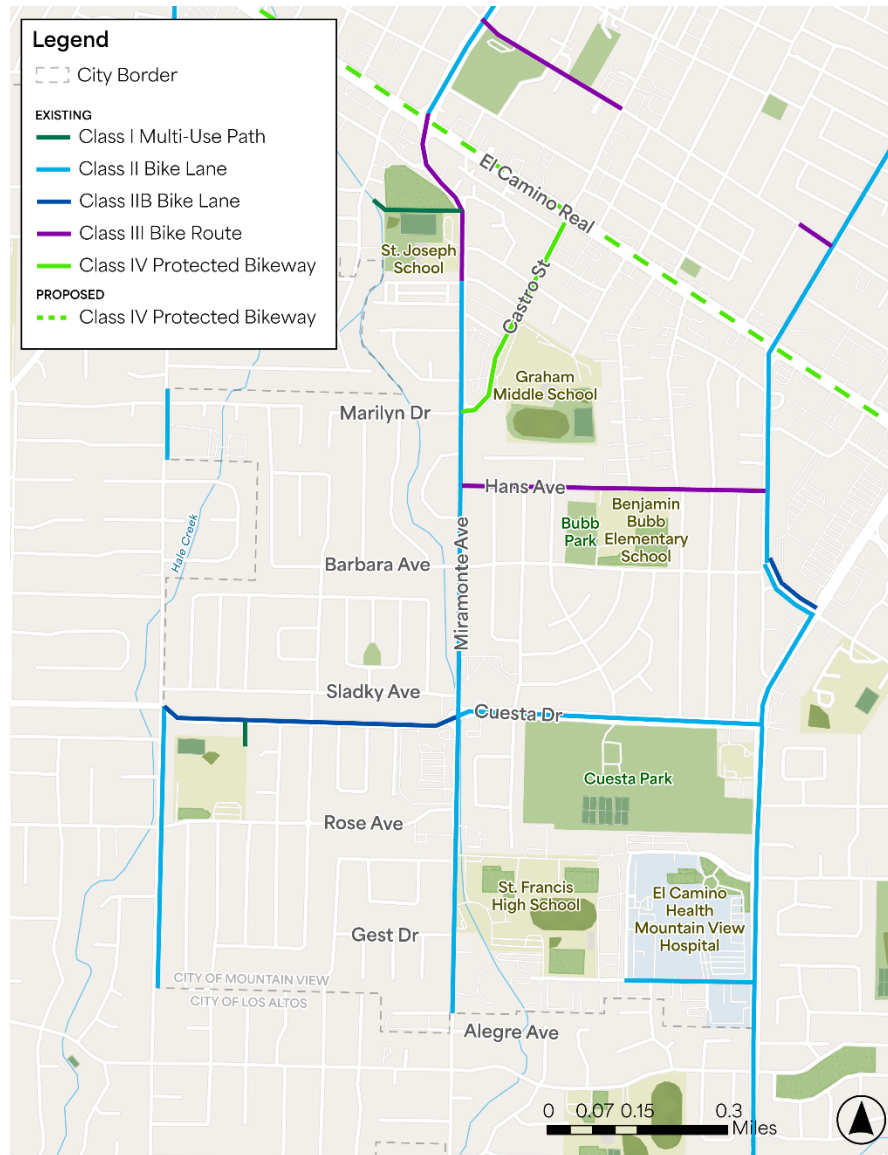 Legend
City Border
EXISTING
Class I Multi-Use Path
Class II Bike Lane
Class IIB Bike Lane
Class III Bike Route
Class IV Protected Bikeway
PROPOSED
Class IV Protected Bikeway
El Camino Real
St. Joseph
School
Castro St
Graham
Middle School
Marilyn Dr
Hans Ave
Benjamin
Bubb
Elementary
School
Bubb
Park
Hale Creek
Barbara Ave
Miramonte Ave
Sladky Ave
Cuesta Dr
Cuesta Park
Rose Ave
St. Francis
High School
El Camino
Health
Mountain View
Hospital
Gest Dr
CITY OF MOUNTAIN VIEW
CITY OF LOS ALTOS
Alegre Ave
0 0.07 0.15 0.3
Miles